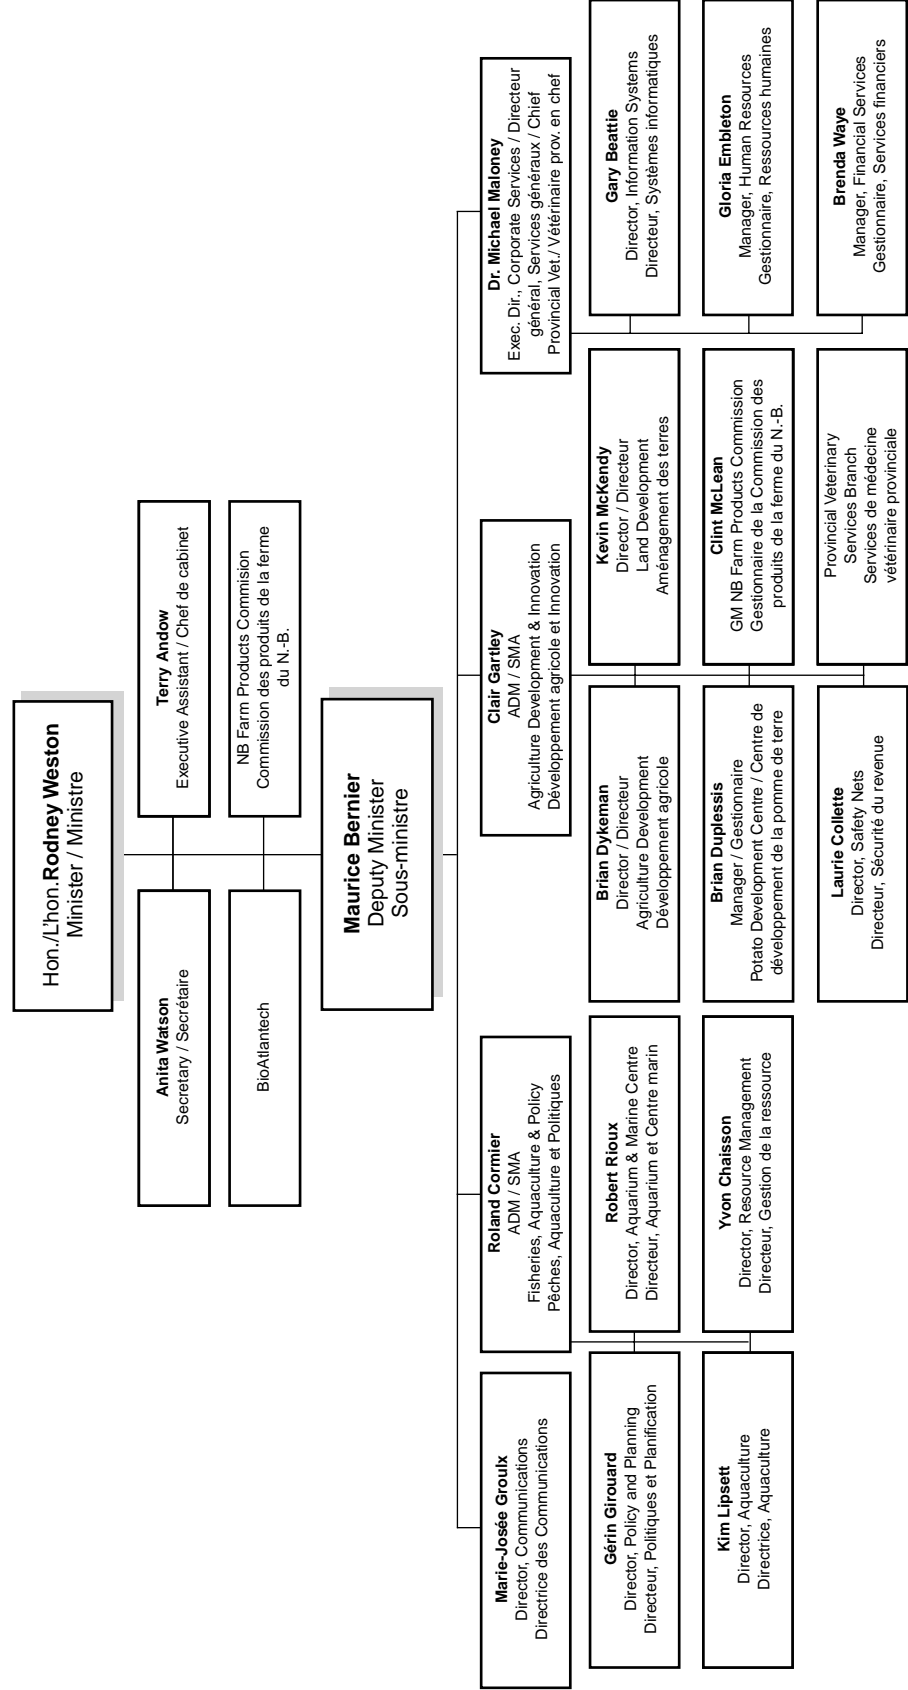 Hon./L'hon.Rodney Weston
Minister / Ministre
Anita Watson
Secretary / Secrétaire
Terry Andow
Executive Assistant / Chef de cabinet
BioAtlantech
NB Farm Products Commision
Commission des produits de la ferme
du N.-B.
Maurice Bernier
Deputy Minister
Sous-ministre
Marie-Josée Groulx
Director, Communications
Directrice des Communications
Roland Cormier
ADM / SMA
Fisheries, Aquaculture & Policy
Pêches, Aquaculture et Politiques
Clair Gartley
ADM / SMA
Agriculture Development & Innovation
Développement agricole et Innovation
Dr. Michael Maloney
Exec. Dir., Corporate Services / Directeur
général, Services généraux / Chief
Provincial Vet./ Vétérinaire prov. en chef
Gérin Girouard
Director, Policy and Planning
Directeur, Politiques et Planification
Robert Rioux
Director, Aquarium & Marine Centre
Directeur, Aquarium et Centre marin
Brian Dykeman
Director / Directeur
Agriculture Development
Développement agricole
Kevin McKendy
Director / Directeur
Land Development
Aménagement des terres
Gary Beattie
Director, Information Systems
Directeur, Systèmes informatiques
Kim Lipsett
Director, Aquaculture
Directrice, Aquaculture
Yvon Chaisson
Director, Resource Management
Directeur, Gestion de la ressource
Brian Duplessis
Manager / Gestionnaire
Potato Development Centre / Centre de
développement de la pomme de terre
Clint McLean
GM NB Farm Products Commission
Gestionnaire de la Commission des
produits de la ferme du N.-B.
Gloria Embleton
Manager, Human Resources
Gestionnaire, Ressources humaines
Laurie Collette
Director, Safety Nets
Directeur, Sécurité du revenue
Provincial Veterinary
Services Branch
Services de médecine
vétérinaire provinciale
Brenda Waye
Manager, Financial Services
Gestionnaire, Services financiers